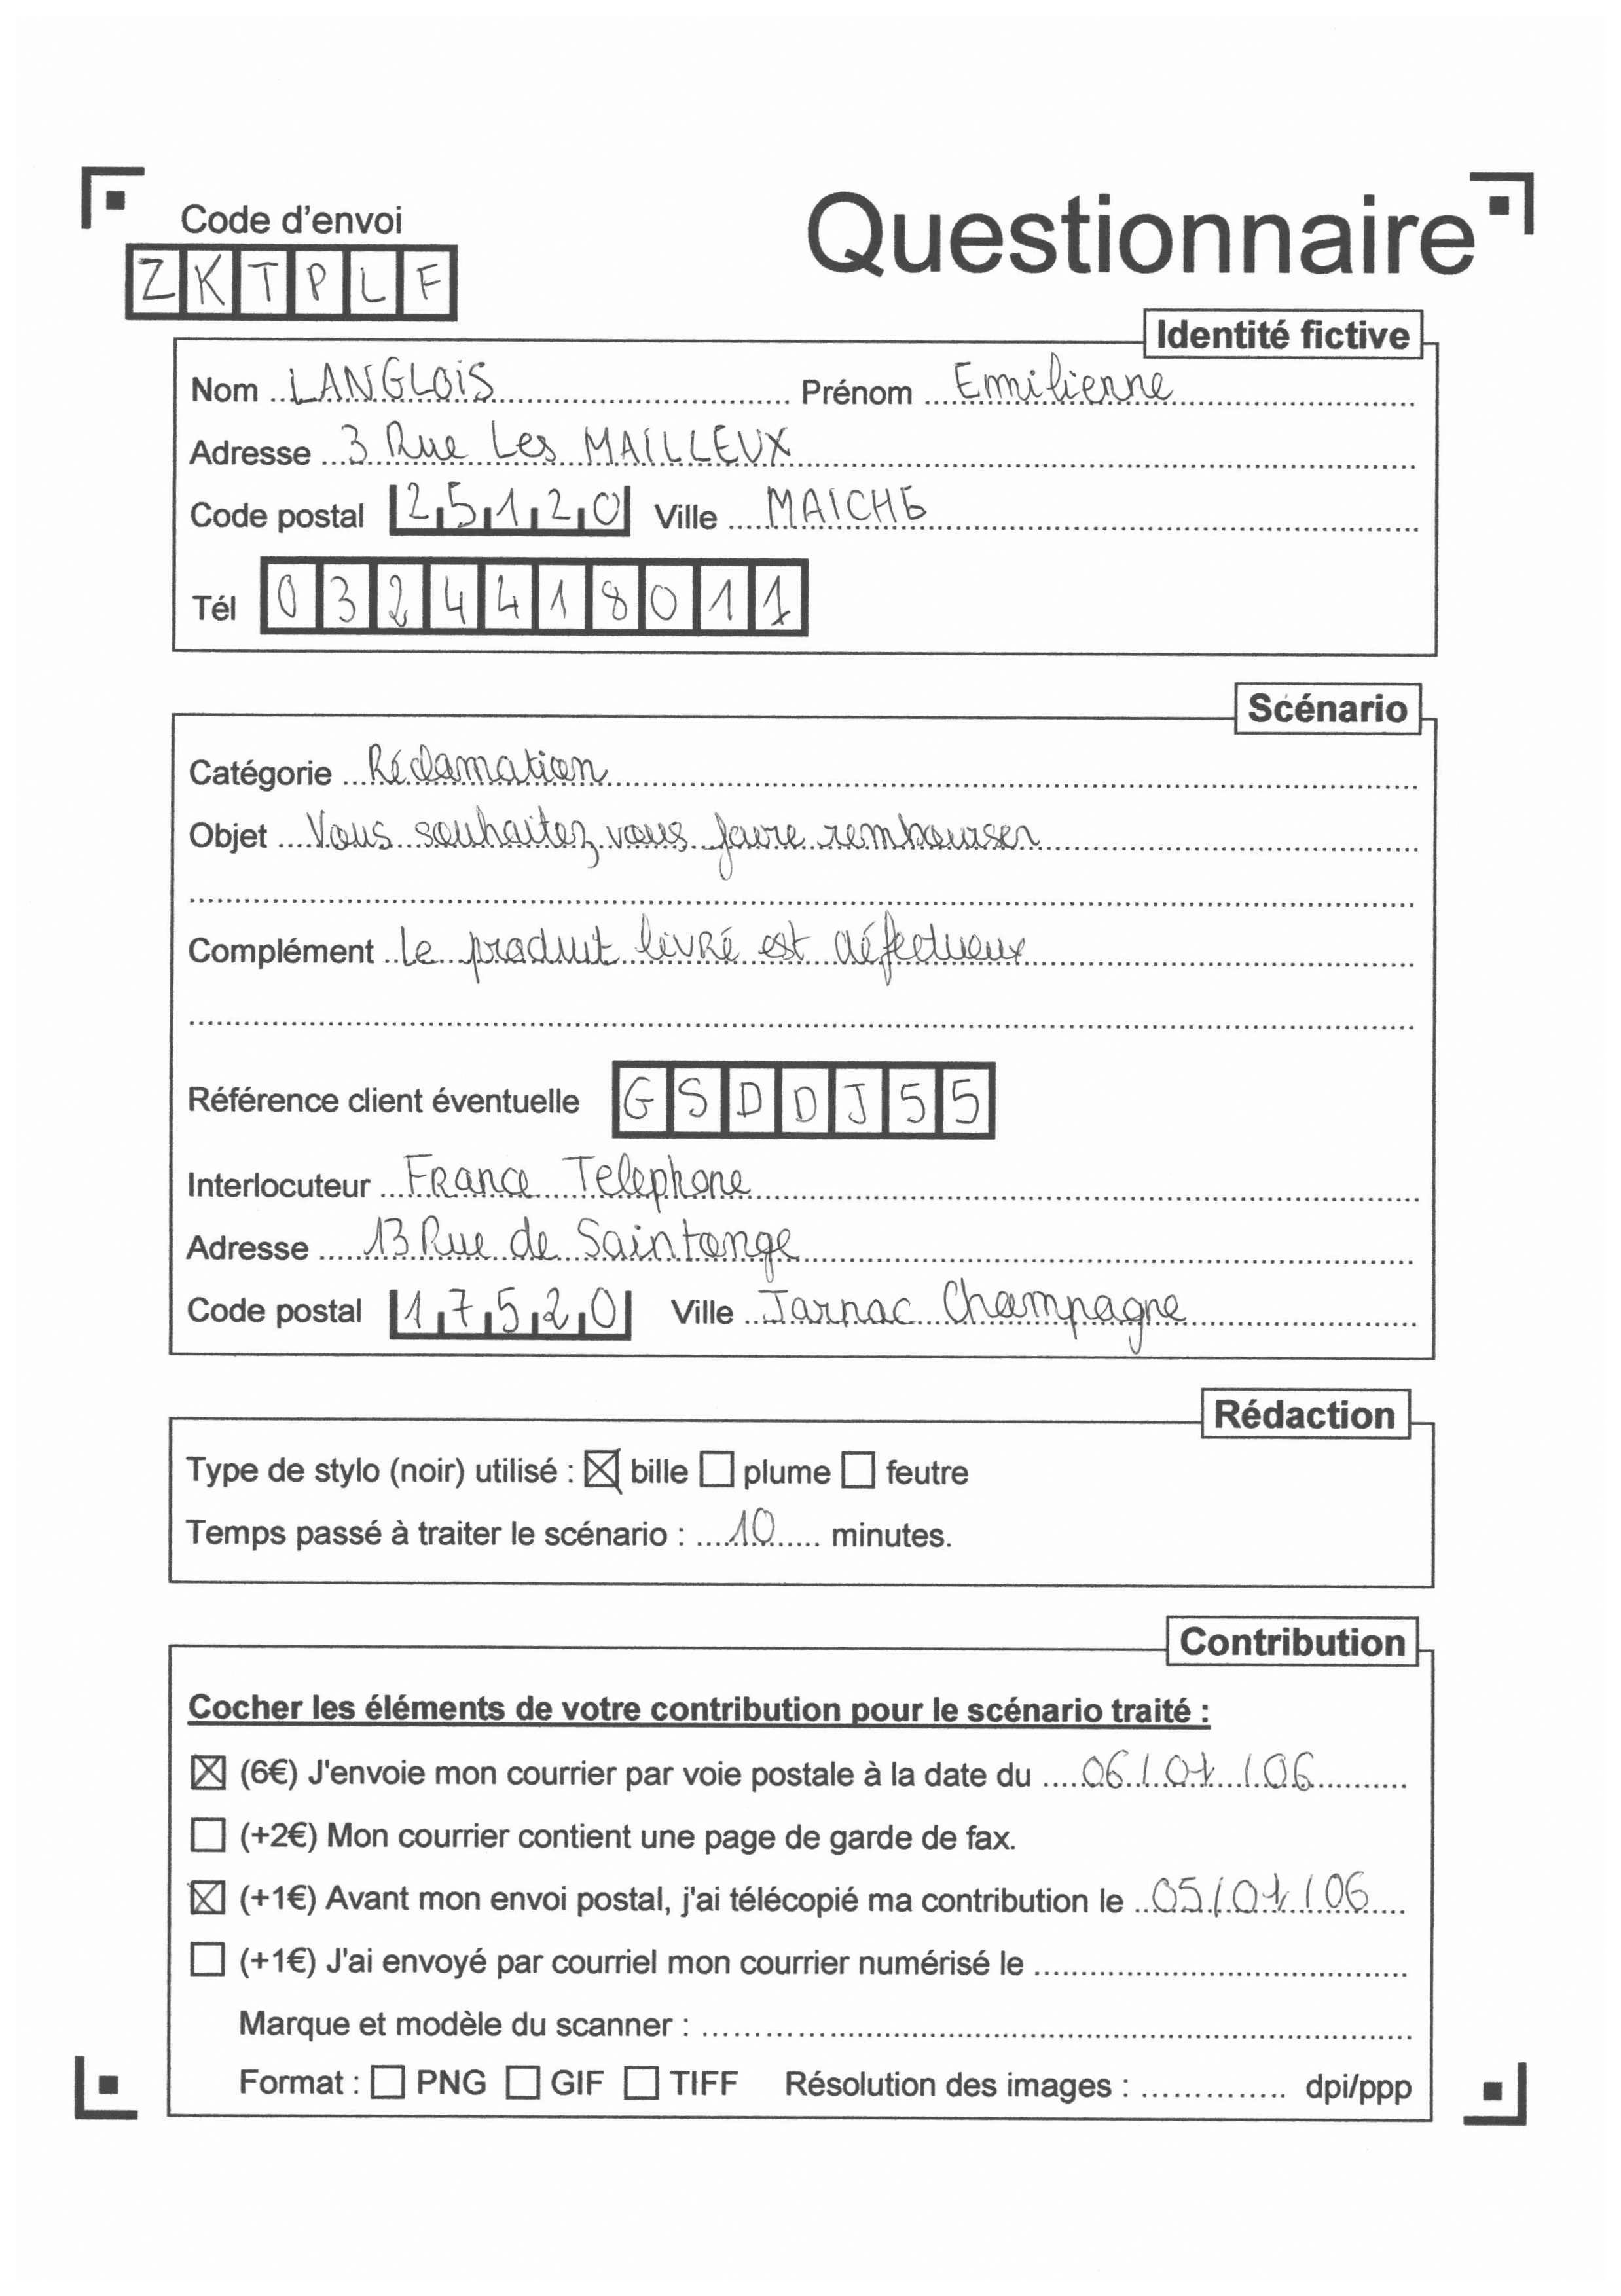 Code d'envoi
Questionnaire
ZKTPLF
Identité fictive
Nom LANGLOIS Prénom Emilienne
Adresse 3 Rue Les MAILLEUX
Code postal 25120 Ville MAICHE
Tél 0324418011
Scénario
Catégorie Réclamation
Objet Vous souhaitez vous faire rembourser
Complément Le produit livré est défectueux
Référence client éventuelle GSDDJ55
Interlocuteur France Telephone
Adresse 13 Rue de Saintonge
Code postal 17520 Ville Jarnac Champagne
Rédaction
Type de stylo (noir) utilisé : ☒ bille ☐ plume ☐ feutre
Temps passé à traiter le scénario : 10 minutes.
Contribution
Cocher les éléments de votre contribution pour le scénario traité :
☒ (6€) J'envoie mon courrier par voie postale à la date du 06/01/06
☐ (+2€) Mon courrier contient une page de garde de fax.
☒ (+1€) Avant mon envoi postal, j'ai télécopié ma contribution le 05/01/06
☐ (+1€) J'ai envoyé par courriel mon courrier numérisé le
Marque et modèle du scanner :
Format : ☐ PNG ☐ GIF ☐ TIFF Résolution des images : dpi/ppp